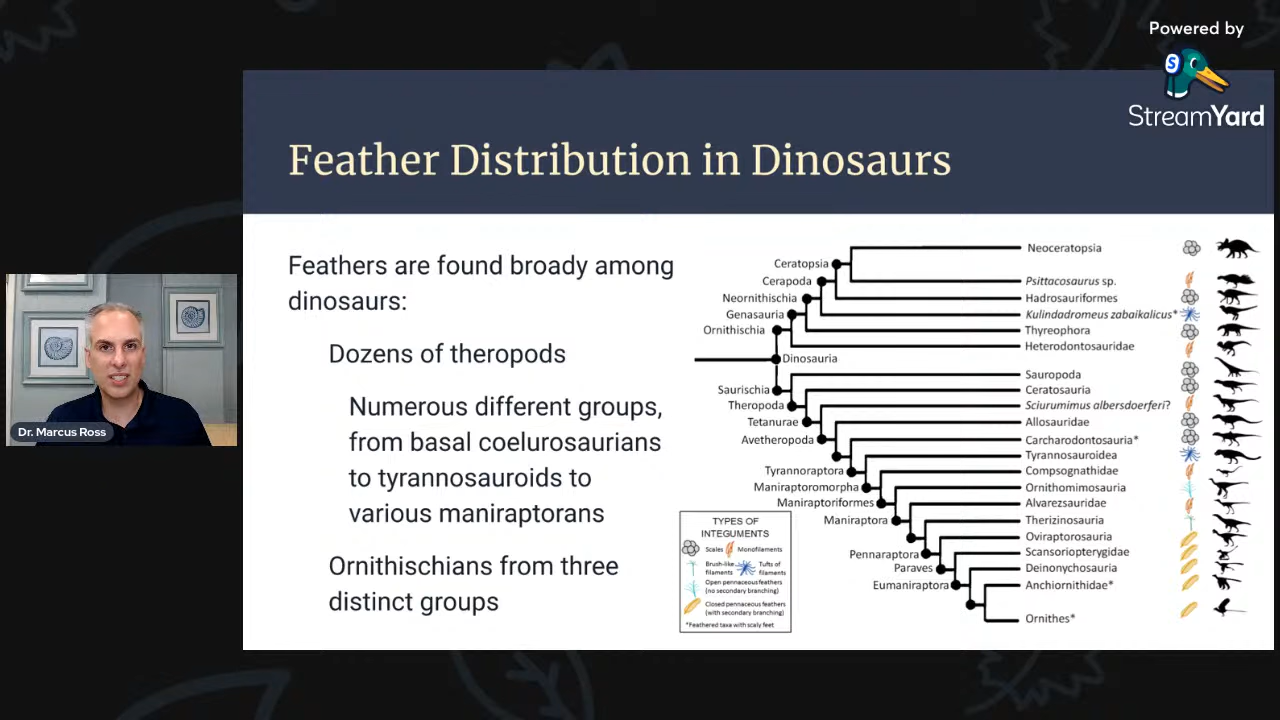 Powered by
StreamYard
Feather Distribution in Dinosaurs
Feathers are found broady among
dinosaurs:
Dozens of theropods
Numerous different groups,
from basal coelurosaurians
to tyrannosauroids to
various maniraptorans
Ornithischians from three
distinct groups
Dr. Marcus Ross
Neoceratopsia
Ceratopsia
Cerapoda
Psittacosaurus sp.
Neornithischia
Hadrosauriformes
Genasauria
Kulindadromeus zabaikalicus*
Ornithischia
Thyreophora
Heterodontosauridae
Dinosauria
Sauropoda
Saurischia
Ceratosauria
Theropoda
Sciurumimus albersdoerferi?
Tetanurae
Allosauridae
Avetheropoda
Carcharodontosauria*
Tyrannosauroidea
Tyrannoraptora
Compsognathidae
Maniraptoromorpha
Ornithomimosauria
Maniraptoriformes
Alvarezsauridae
Maniraptora
Therizinosauria
Oviraptorosauria
Pennaraptora
Scansoriopterygidae
Paraves
Deinonychosauria
Eumaniraptora
Anchiornithidae*
Ornithes*
TYPES OF
INTEGUMENTS
Scales
Monofilaments
Brush-like
filaments
Tufts of
filaments
Open pennaceous feathers
(no secondary branching)
Closed pennaceous feathers
(with secondary branching)
*Feathered taxa with scaly feet